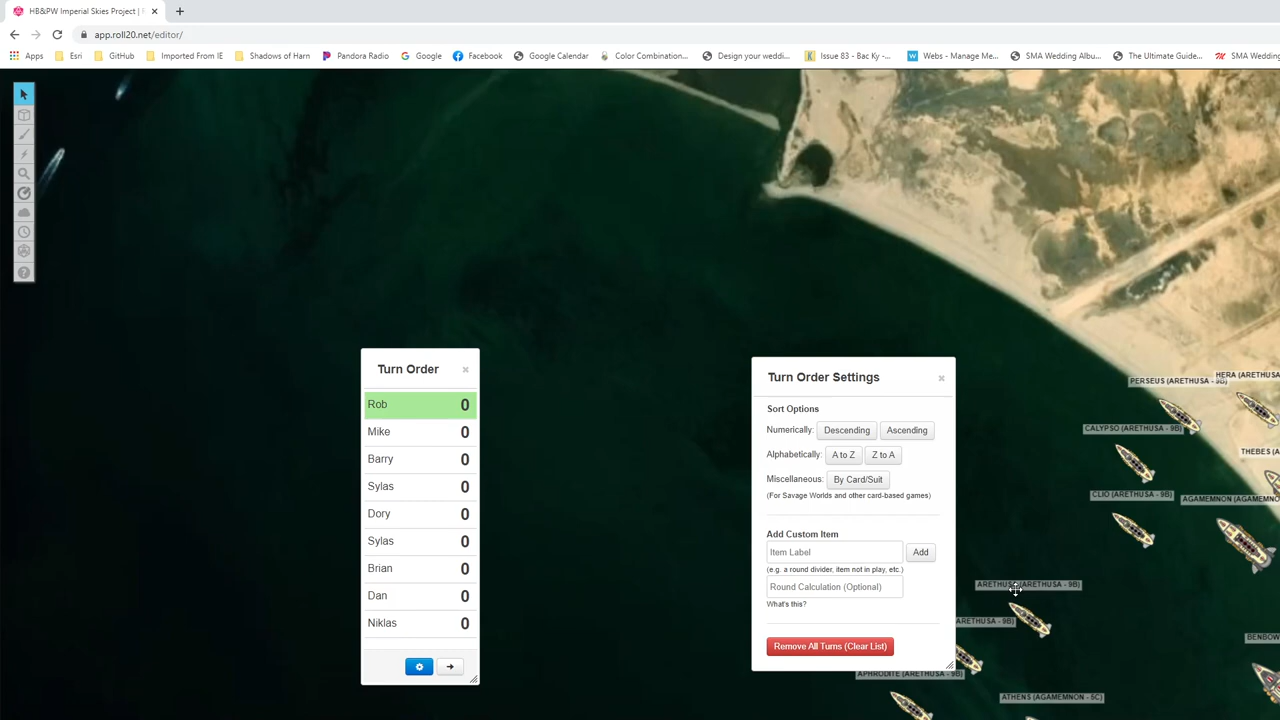 HB&PW Imperial Skies Project |
app.roll20.net/editor/
Apps Esri GitHub Imported From IE Shadows of Harn Pandora Radio Google Facebook Google Calendar Color Combination... Design your weddi... Issue 83 - Bac Ky -... Webs - Manage Me... SMA Wedding Albu... The Ultimate Guide... SMA Wedding
Turn Order
Rob 0
Mike 0
Barry 0
Sylas 0
Dory 0
Sylas 0
Brian 0
Dan 0
Niklas 0
Turn Order Settings
Sort Options
Numerically: Descending Ascending
Alphabetically: A to Z Z to A
Miscellaneous: By Card/Suit
(For Savage Worlds and other card-based games)
Add Custom Item
Item Label Add
(e.g. a round divider, item not in play, etc.)
Round Calculation (Optional)
What's this?
Remove All Turns (Clear List)
HERA (ARETHUSA
PERSEUS (ARETHUSA - 9B)
CALYPSO (ARETHUSA - 9B)
THEBES (A
CLIO (ARETHUSA - 9B)
AGAMEMNON (AGAMEMNO
ARETHUSA (ARETHUSA - 9B)
ARETHUSA - 9B)
BENBOW
APHRODITE (ARETHUSA - 9B)
ATHENS (AGAMEMNON - 5C)